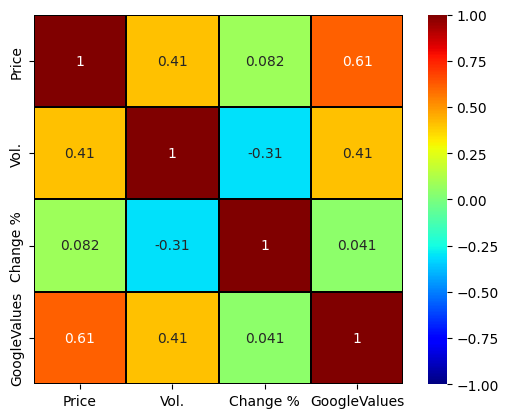 Price 1 0.41 0.082 0.61
Vol. 0.41 1 -0.31 0.41
Change % 0.082 -0.31 1 0.041
GoogleValues 0.61 0.41 0.041 1
Price Vol. Change % GoogleValues
1.00
0.75
0.50
0.25
0.00
−0.25
−0.50
−0.75
−1.00